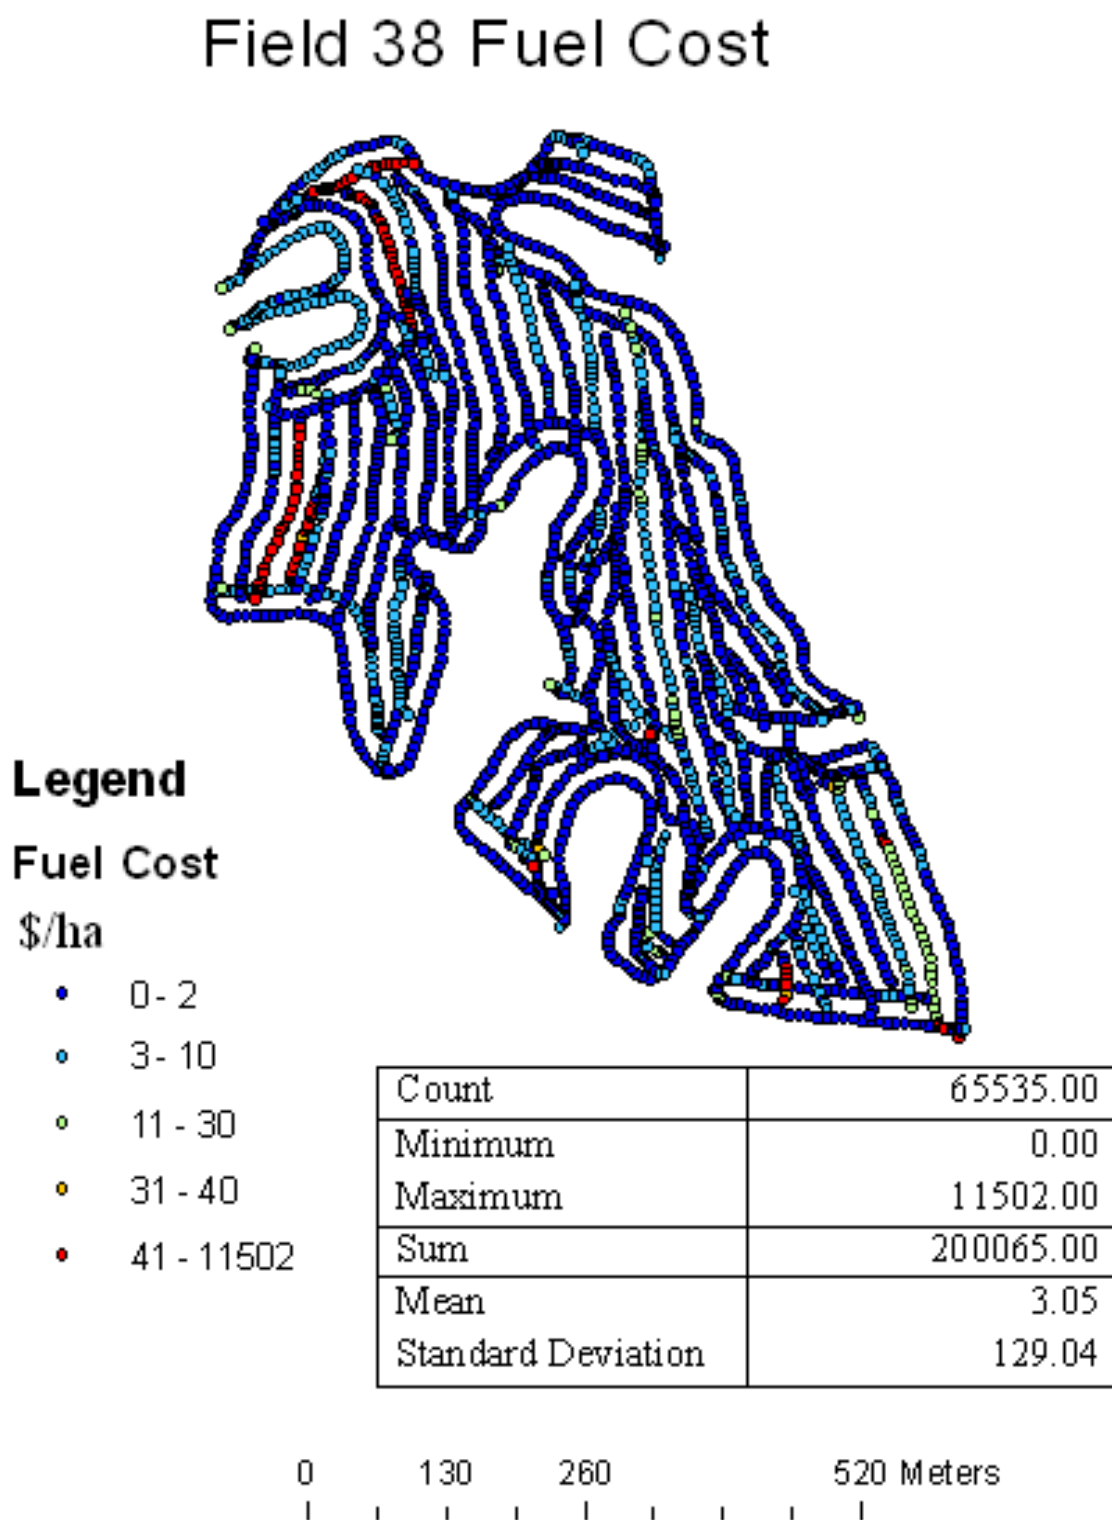 Field 38 Fuel Cost
Legend
Fuel Cost
$/ha
0 - 2
3 - 10
11 - 30
31 - 40
41 - 11502
Count 65535.00
Minimum 0.00
Maximum 11502.00
Sum 200065.00
Mean 3.05
Standard Deviation 129.04
0 130 260 520 Meters